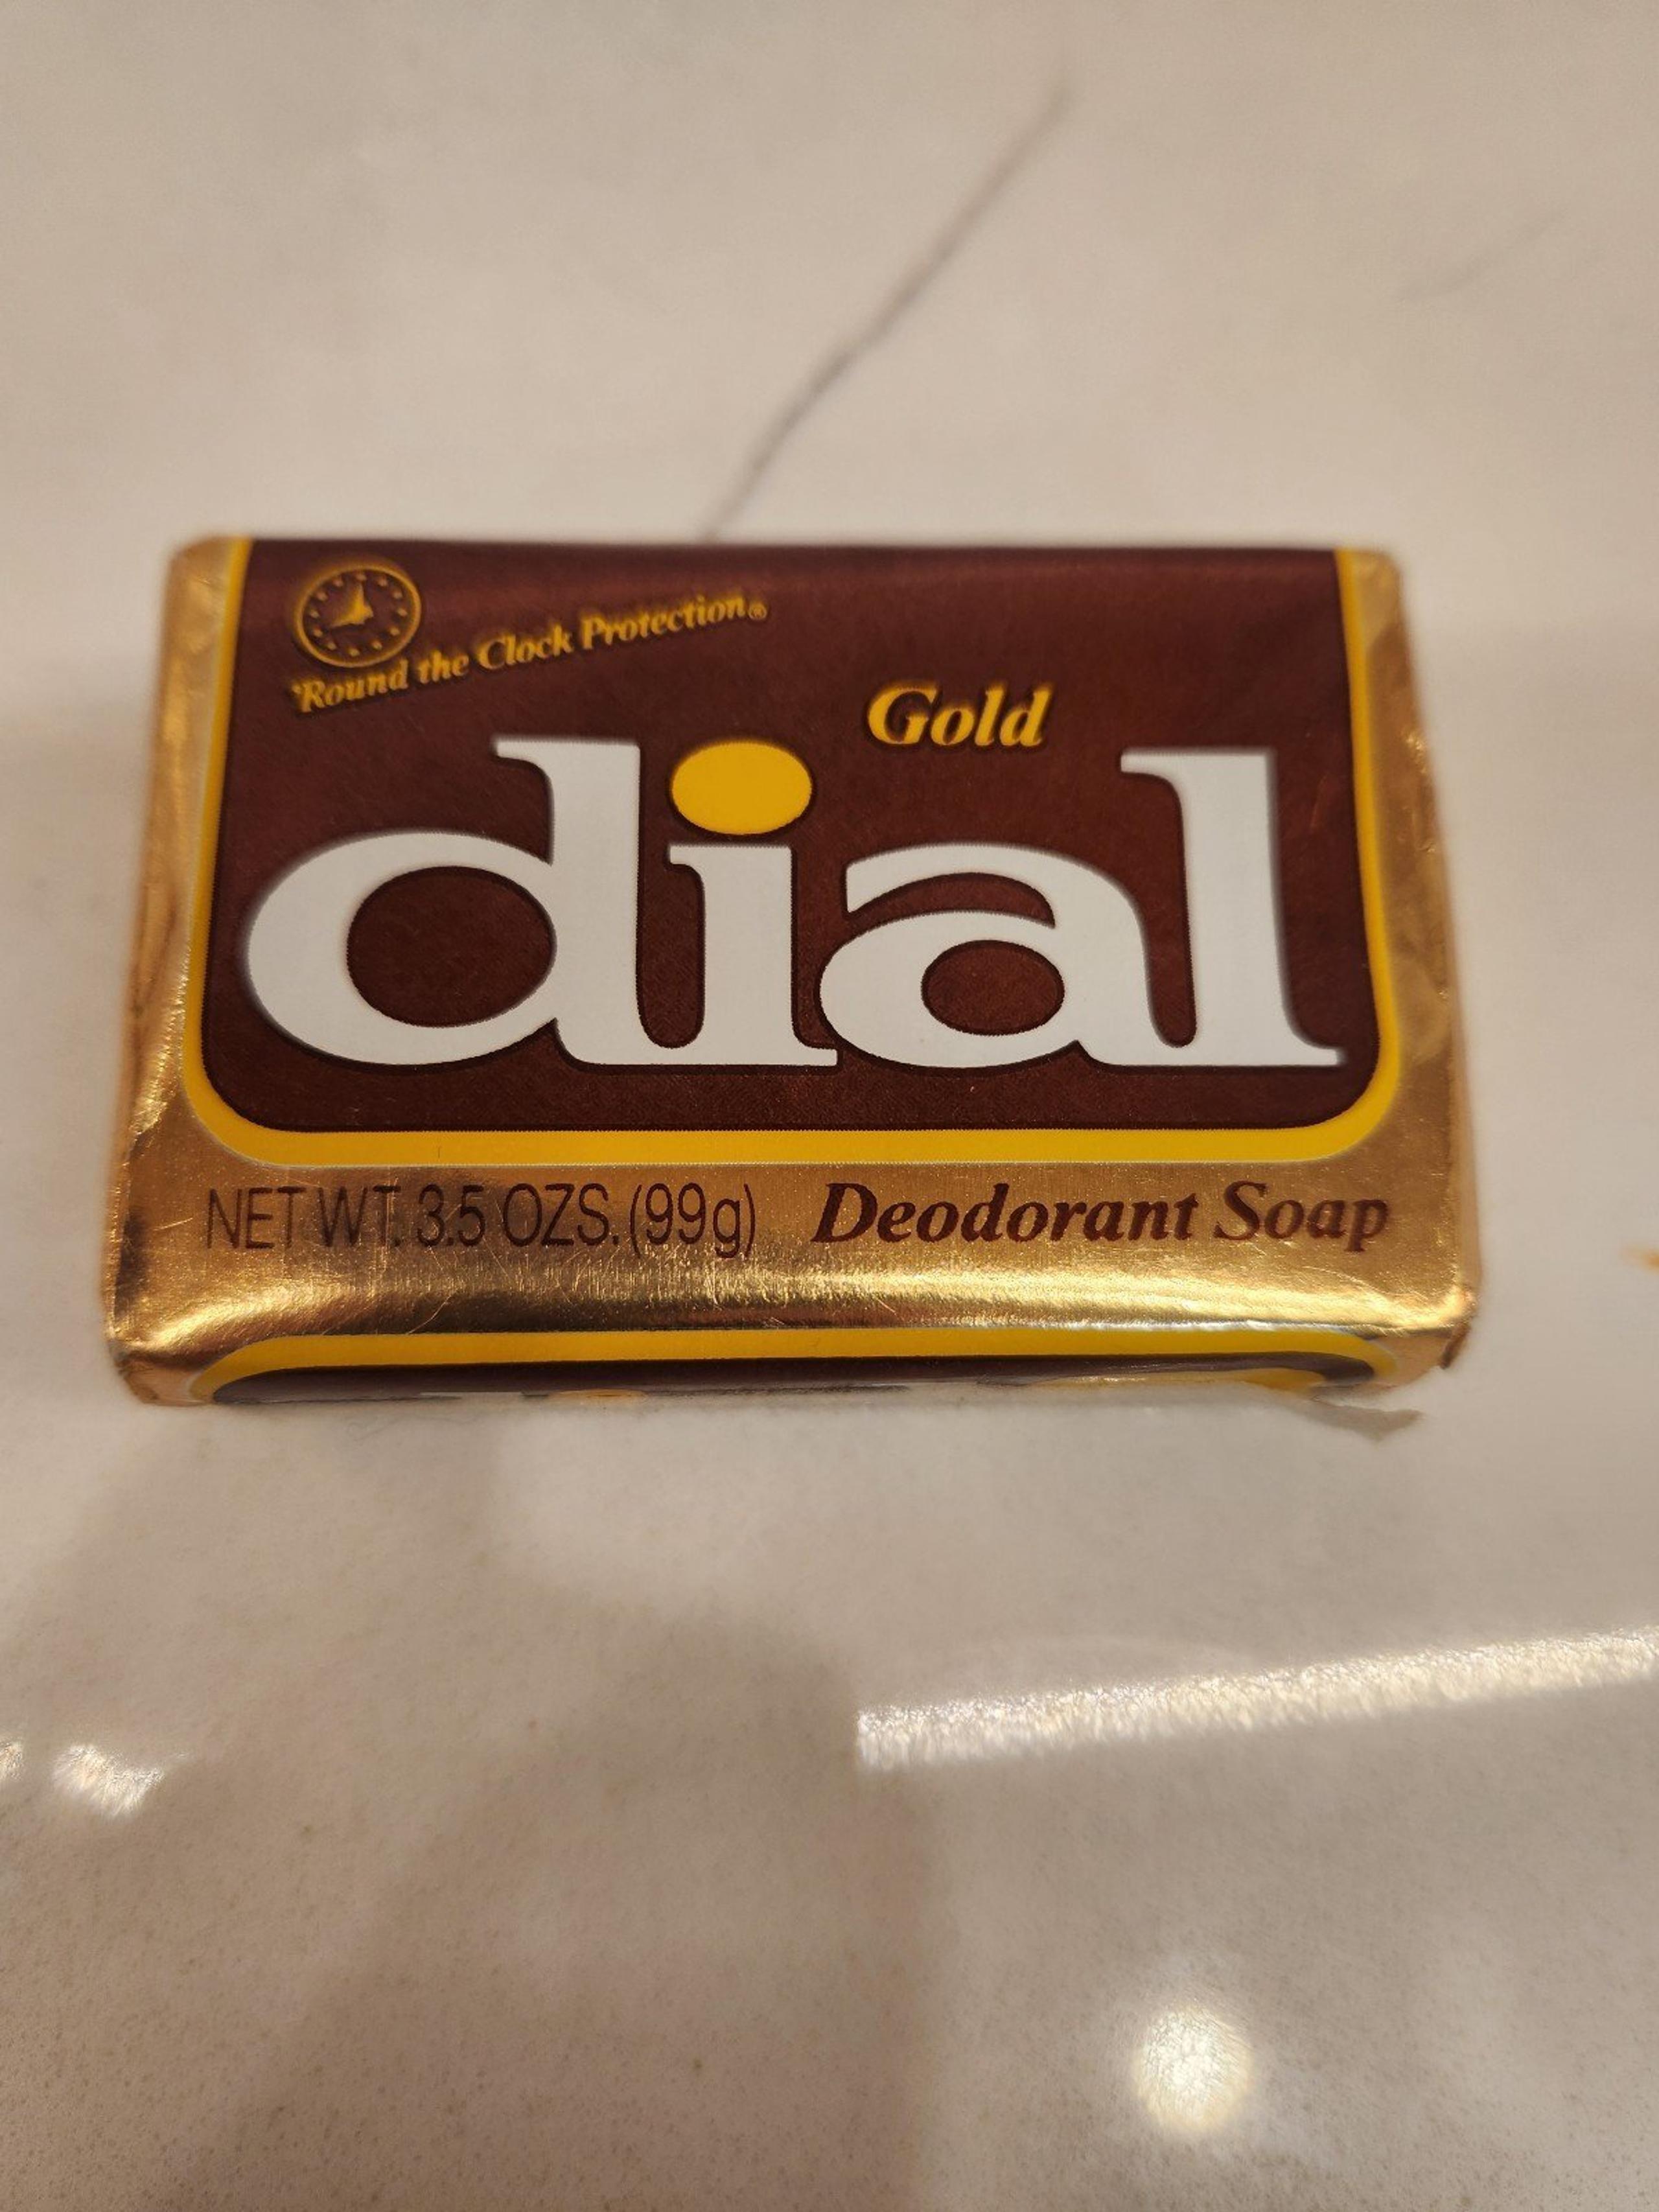 'Round the Clock Protection®
Gold
dial
NET WT. 3.5 OZS. (99g) Deodorant Soap